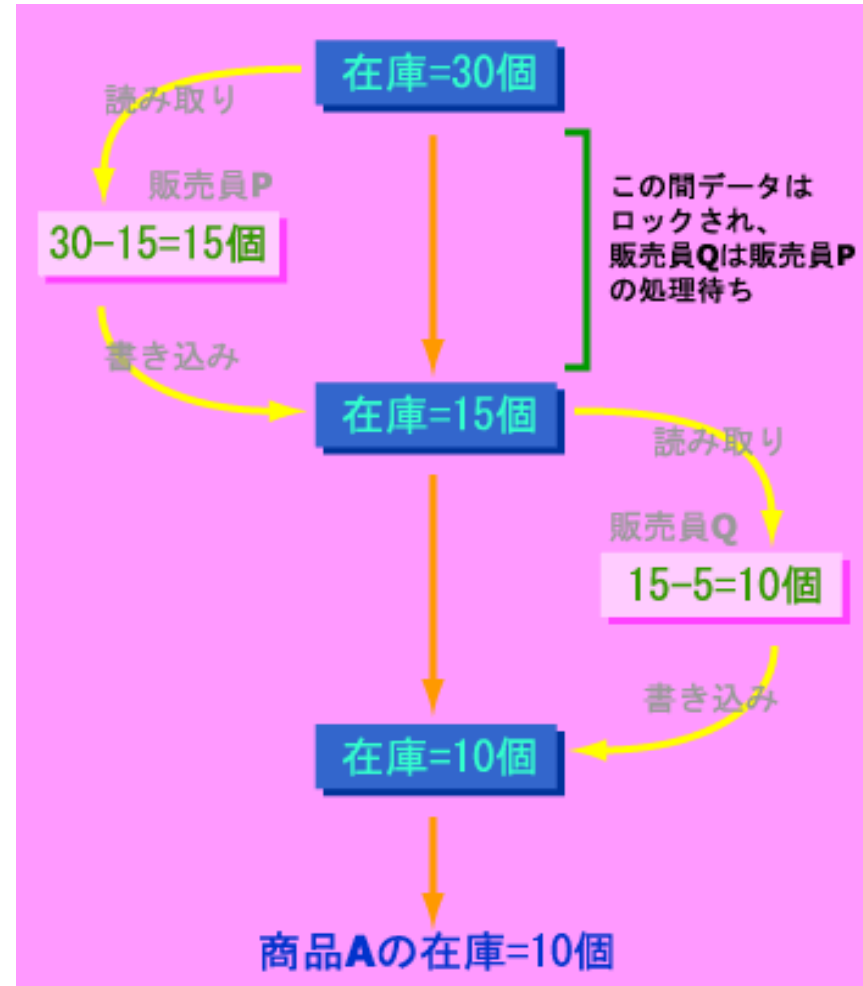 在庫=30個
読み取り
販売員P
30-15=15個
この間データは
ロックされ、
販売員Qは販売員P
の処理待ち
書き込み
在庫=15個
読み取り
販売員Q
15-5=10個
書き込み
在庫=10個
商品Aの在庫=10個